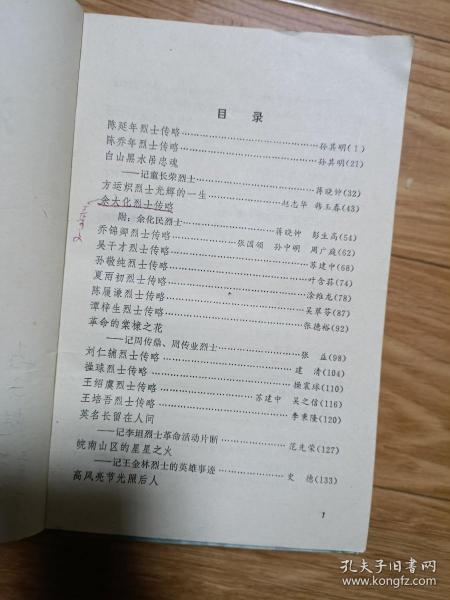 目 录
陈延年烈士传略……………………孙其明(1)
陈乔年烈士传略……………………孙其明(21)
白山黑水吊忠魂
——记童长荣烈士……………………蒋晓钟(32)
方运炽烈士光辉的一生……………赵志华 韩玉春(43)
余大化烈士传略
附：余化民烈士……………蒋晓钟 彭生高(54)
乔锦卿烈士传略…………张国领 孙中明 周广庭(62)
吴干才烈士传略……………………苏建中(68)
孙敬纯烈士传略……………………叶含菻(74)
夏雨初烈士传略……………………涂维龙(78)
陈履谦烈士传略……………………吴翠芬(87)
谭梓生烈士传略……………………张德裕(92)
革命的棠棣之花
——记周传鼎、周传业烈士……………张 益(98)
刘仁辅烈士传略……………………建 清(104)
操球烈士传略……………………操震球(110)
王绍虞烈士传略……………苏建中 吴之信(116)
王培吾烈士传略……………………李秉隆(120)
英名长留在人间
——记李坦烈士革命活动片断……………范先荣(127)
皖南山区的星星之火
——记王金林烈士的英雄事迹……………史 德(133)
高风亮节光照后人
1
孔夫子旧书网
www.kongfz.com